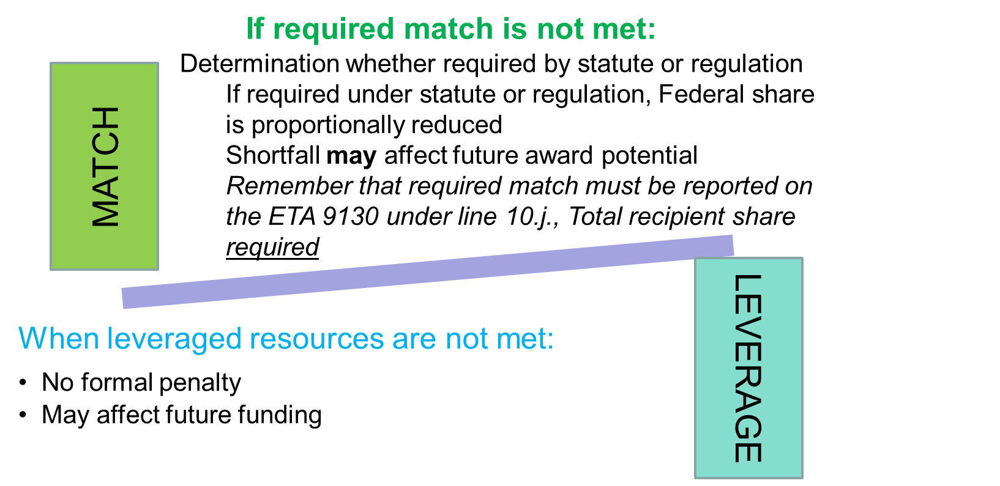 If required match is not met:
MATCH
Determination whether required by statute or regulation
If required under statute or regulation, Federal share
is proportionally reduced
Shortfall may affect future award potential
Remember that required match must be reported on
the ETA 9130 under line 10.j., Total recipient share
required
LEVERAGE
When leveraged resources are not met:
• No formal penalty
• May affect future funding